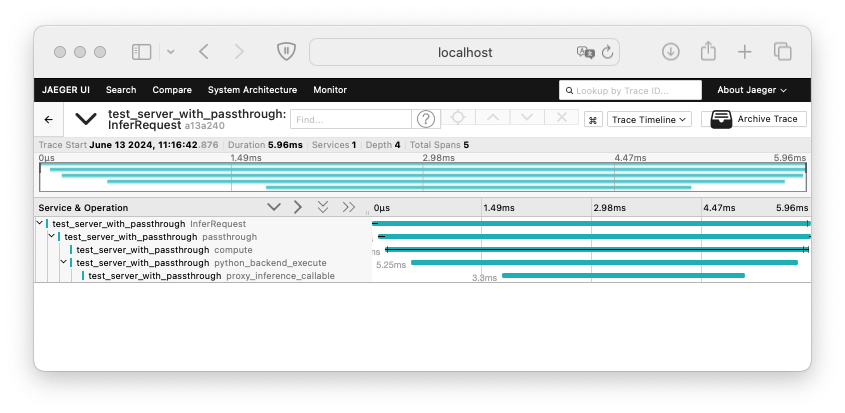 localhost
JAEGER UI Search Compare System Architecture Monitor Lookup by Trace ID... About Jaeger
test_server_with_passthrough:
InferRequest a13a240
Find...
Trace Timeline
Archive Trace
Trace Start June 13 2024, 11:16:42.876 Duration 5.96ms Services 1 Depth 4 Total Spans 5
0μs 1.49ms 2.98ms 4.47ms 5.96ms
Service & Operation 0μs 1.49ms 2.98ms 4.47ms 5.96ms
test_server_with_passthrough InferRequest
test_server_with_passthrough passthrough
test_server_with_passthrough compute
test_server_with_passthrough python_backend_execute 5.25ms
test_server_with_passthrough proxy_inference_callable 3.3ms